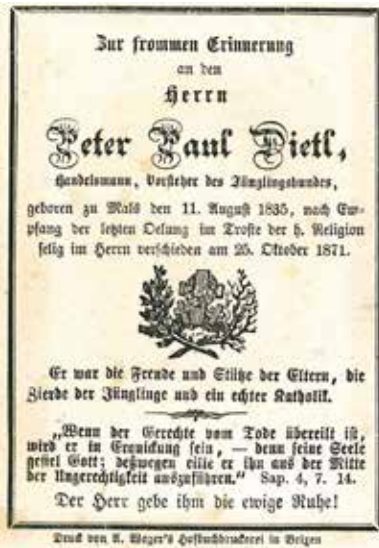 Zur frommen Erinnerung
an den
Herrn
Peter Paul Dietl,
Handelsmann, Vorsteher des Jünglingsbundes,
geboren zu Mals den 11. August 1835, nach Em-
pfang der letzten Oelung im Troste der h. Religion
selig im Herrn verschieden am 25. Oktober 1871.
Er war die Freude und Stütze der Eltern, die
Zierde der Jünglinge und ein echter Katholik.
„Wenn der Gerechte vom Tode übereilt ist,
wird er in Erquickung sein, — denn seine Seele
gefiel Gott; deßwegen eilte er ihn aus der Mitte
der Ungerechtigkeit auszuführen.“ Sap. 4, 7. 14.
Der Herr gebe ihm die ewige Ruhe!
Druck von A. Weger's Hofbuchdruckerei in Brixen